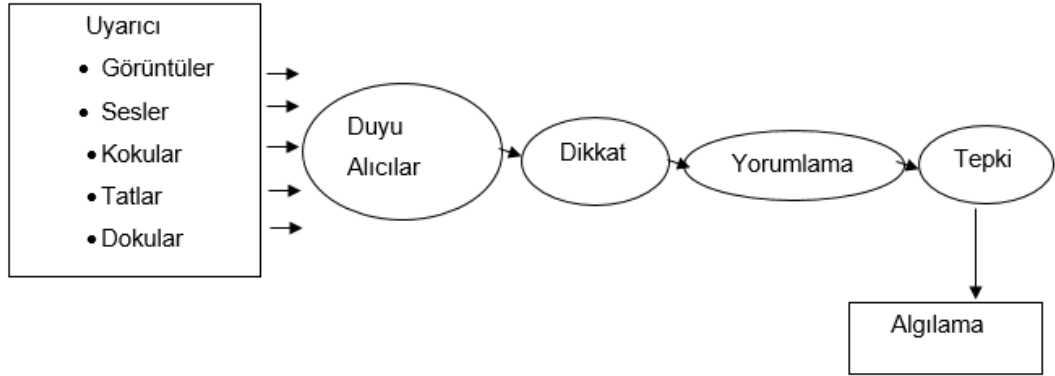 Uyarıcı
• Görüntüler
• Sesler
• Kokular
• Tatlar
• Dokular
Duyu
Alıcılar
Dikkat
Yorumlama
Tepki
Algılama